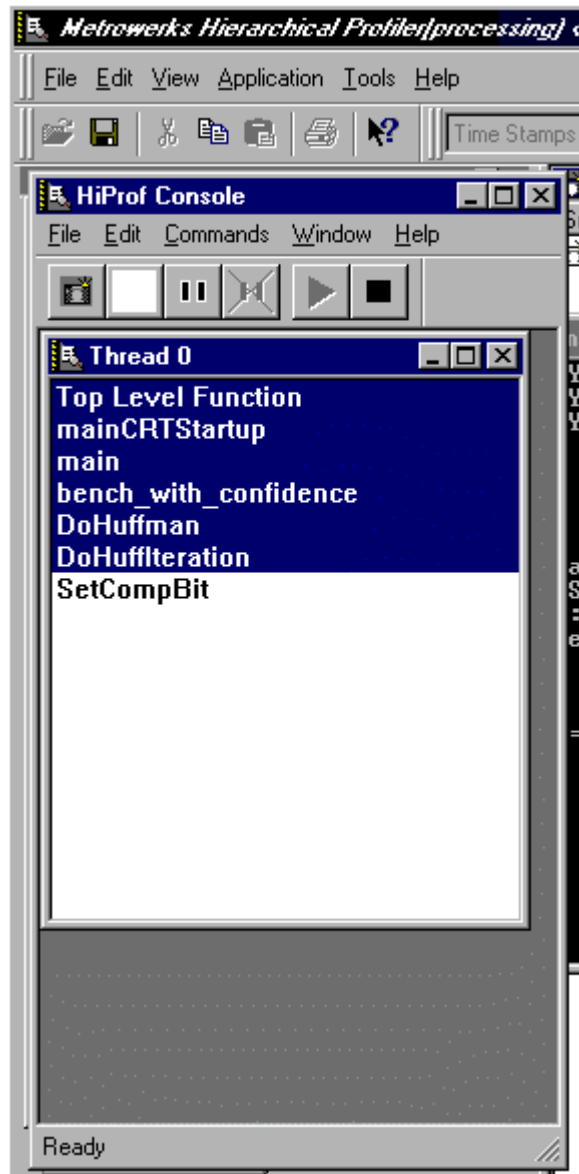 Metrowerks Hierarchical Profiler[processing]
File Edit View Application Tools Help
Time Stamps
HiProf Console
File Edit Commands Window Help
Thread 0
Top Level Function
mainCRTStartup
main
bench_with_confidence
DoHuffman
DoHuffIteration
SetCompBit
Ready